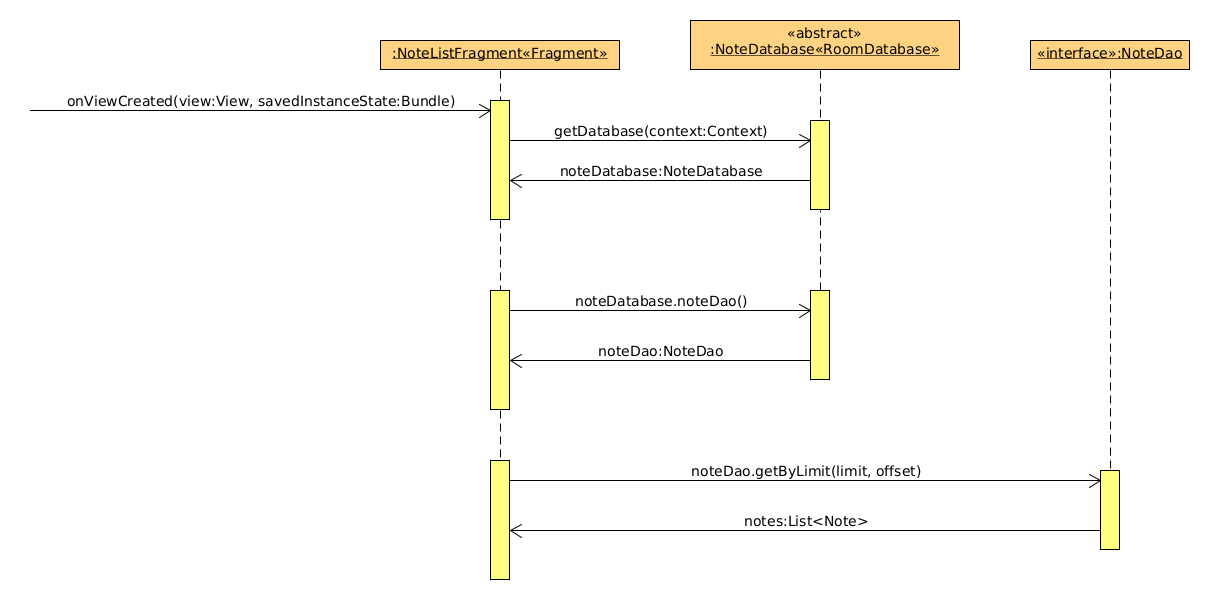 «abstract»
:NoteListFragment«Fragment»
:NoteDatabase«RoomDatabase»
«interface»:NoteDao
onViewCreated(view:View, savedInstanceState:Bundle)
getDatabase(context:Context)
noteDatabase:NoteDatabase
noteDatabase.noteDao()
noteDao:NoteDao
noteDao.getByLimit(limit, offset)
notes:List<Note>